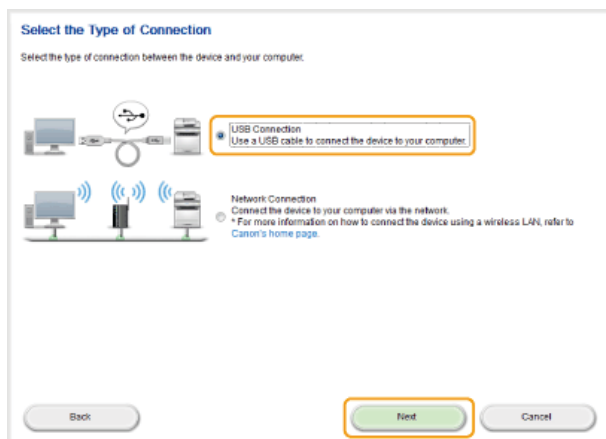 Select the Type of Connection
Select the type of connection between the device and your computer.
USB Connection
Use a USB cable to connect the device to your computer.
Network Connection
Connect the device to your computer via the network.
* For more information on how to connect the device using a wireless LAN, refer to
Canon's home page.
Back
Next
Cancel